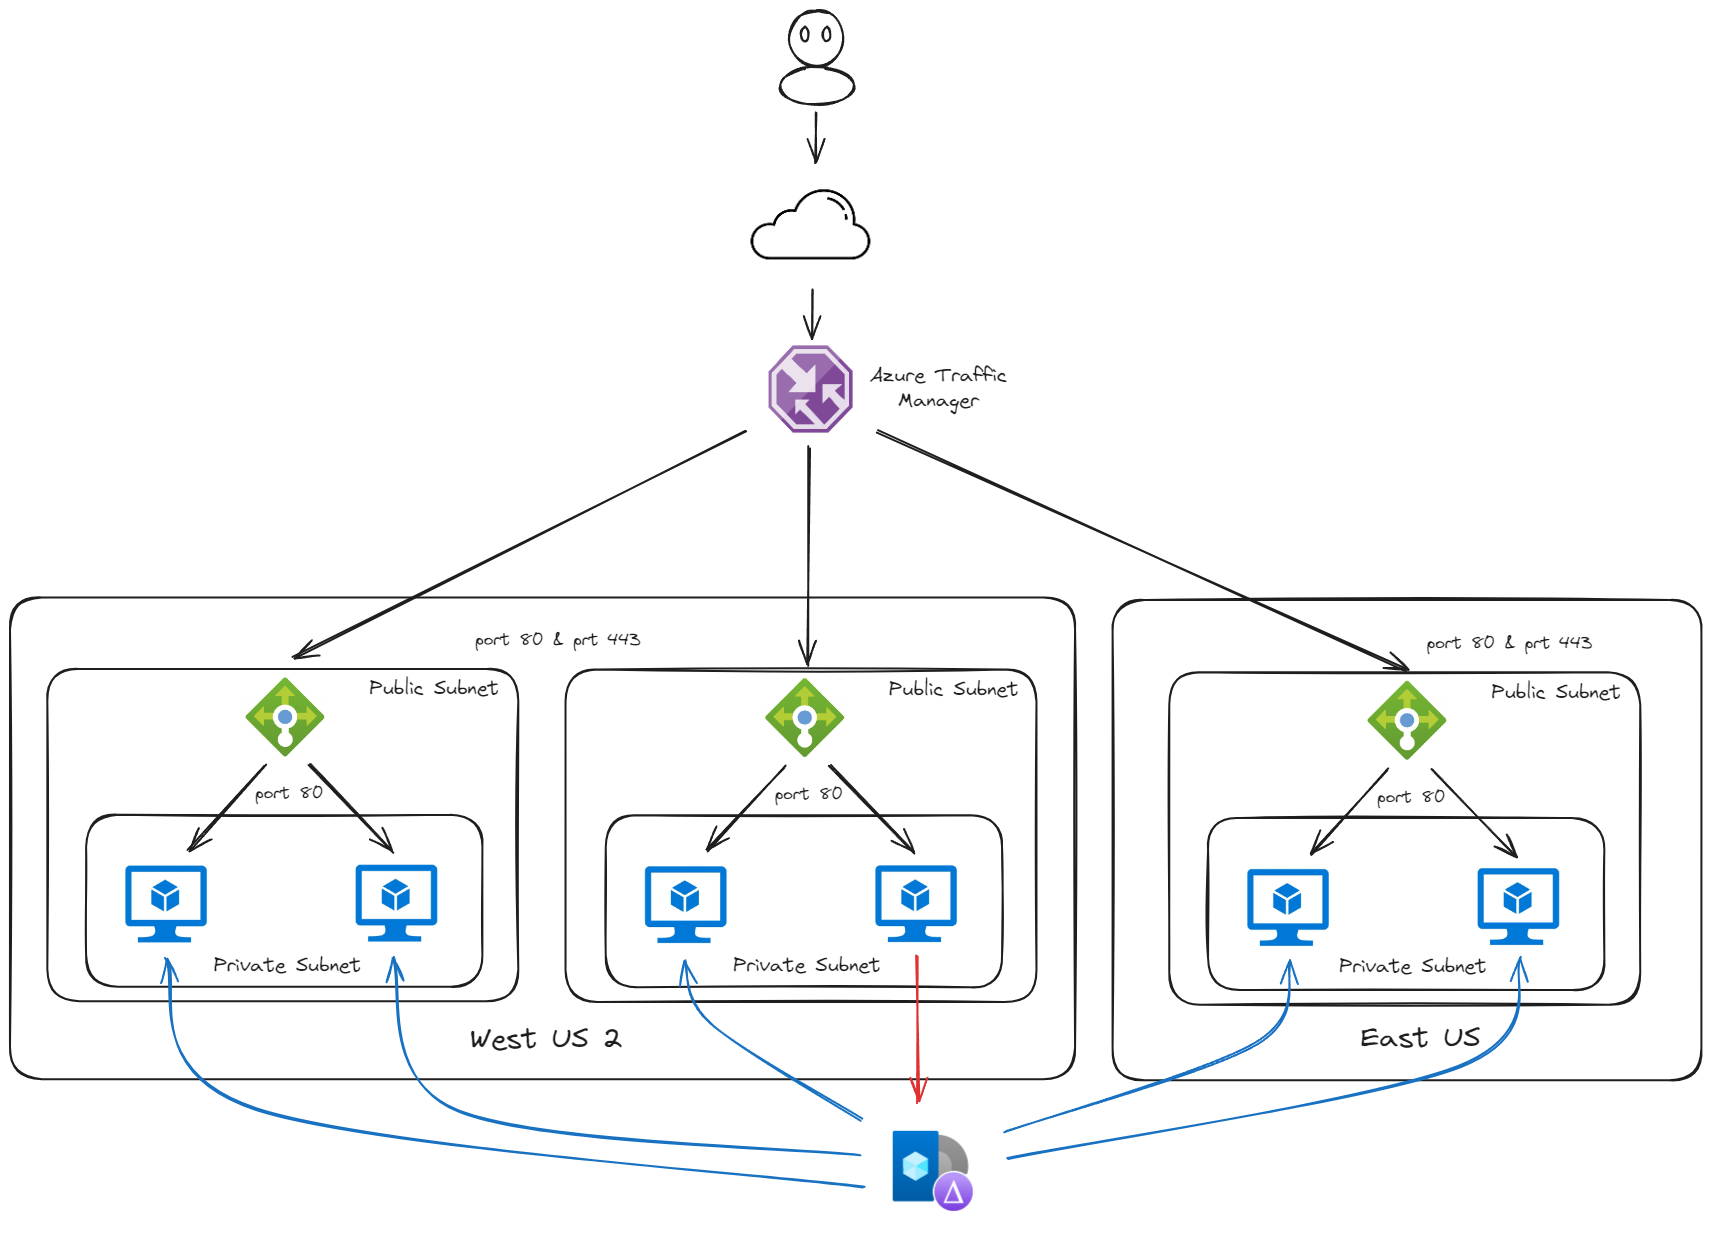 Azure Traffic
Manager
port 80 & prt 443
port 80 & prt 443
Public Subnet
Public Subnet
Public Subnet
port 80
port 80
port 80
Private Subnet
Private Subnet
Private Subnet
West US 2
East US